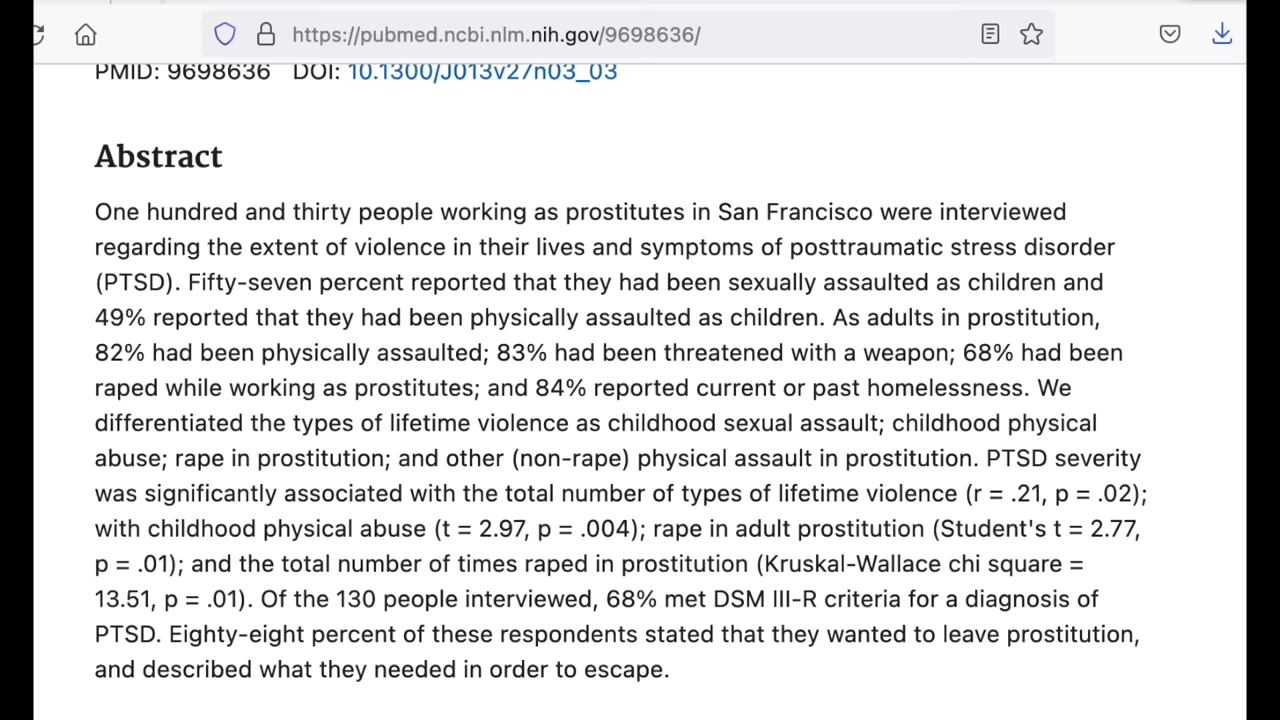 https://pubmed.ncbi.nlm.nih.gov/9698636/
PMID: 9698636 DOI: 10.1300/J013v27n03_03
Abstract
One hundred and thirty people working as prostitutes in San Francisco were interviewed
regarding the extent of violence in their lives and symptoms of posttraumatic stress disorder
(PTSD). Fifty-seven percent reported that they had been sexually assaulted as children and
49% reported that they had been physically assaulted as children. As adults in prostitution,
82% had been physically assaulted; 83% had been threatened with a weapon; 68% had been
raped while working as prostitutes; and 84% reported current or past homelessness. We
differentiated the types of lifetime violence as childhood sexual assault; childhood physical
abuse; rape in prostitution; and other (non-rape) physical assault in prostitution. PTSD severity
was significantly associated with the total number of types of lifetime violence (r = .21, p = .02);
with childhood physical abuse (t = 2.97, p = .004); rape in adult prostitution (Student's t = 2.77,
p = .01); and the total number of times raped in prostitution (Kruskal-Wallace chi square =
13.51, p = .01). Of the 130 people interviewed, 68% met DSM III-R criteria for a diagnosis of
PTSD. Eighty-eight percent of these respondents stated that they wanted to leave prostitution,
and described what they needed in order to escape.